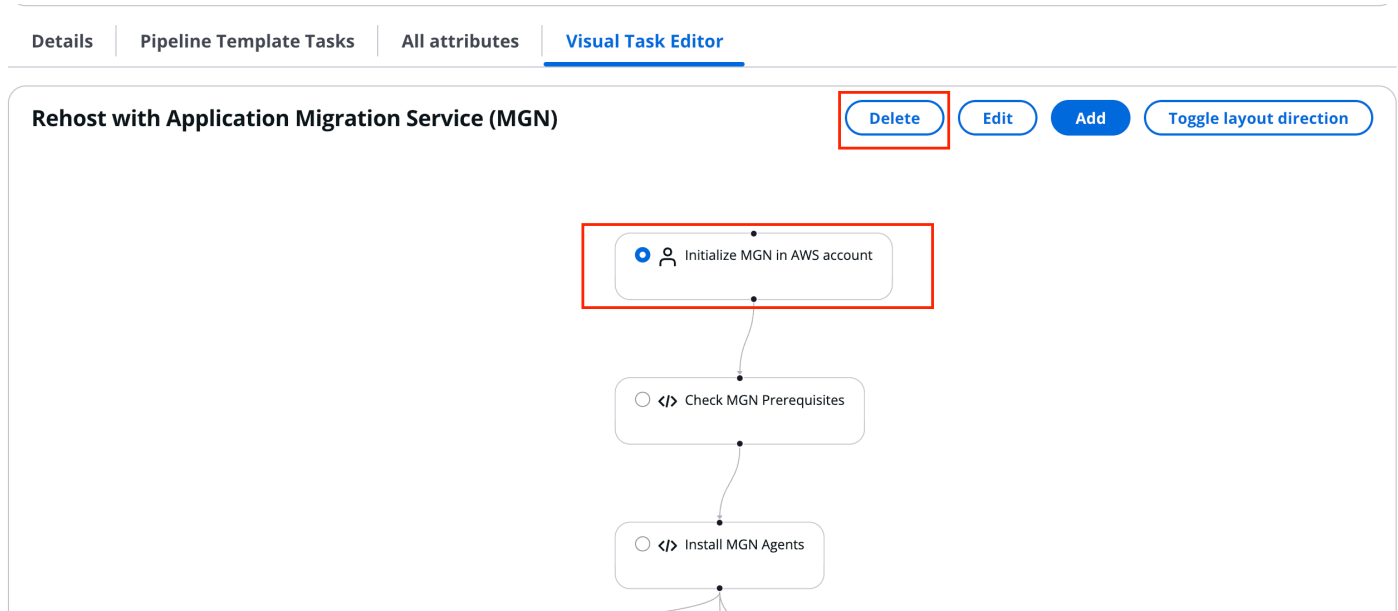 Details
Pipeline Template Tasks
All attributes
Visual Task Editor
Rehost with Application Migration Service (MGN)
Delete
Edit
Add
Toggle layout direction
Initialize MGN in AWS account
</> Check MGN Prerequisites
</> Install MGN Agents